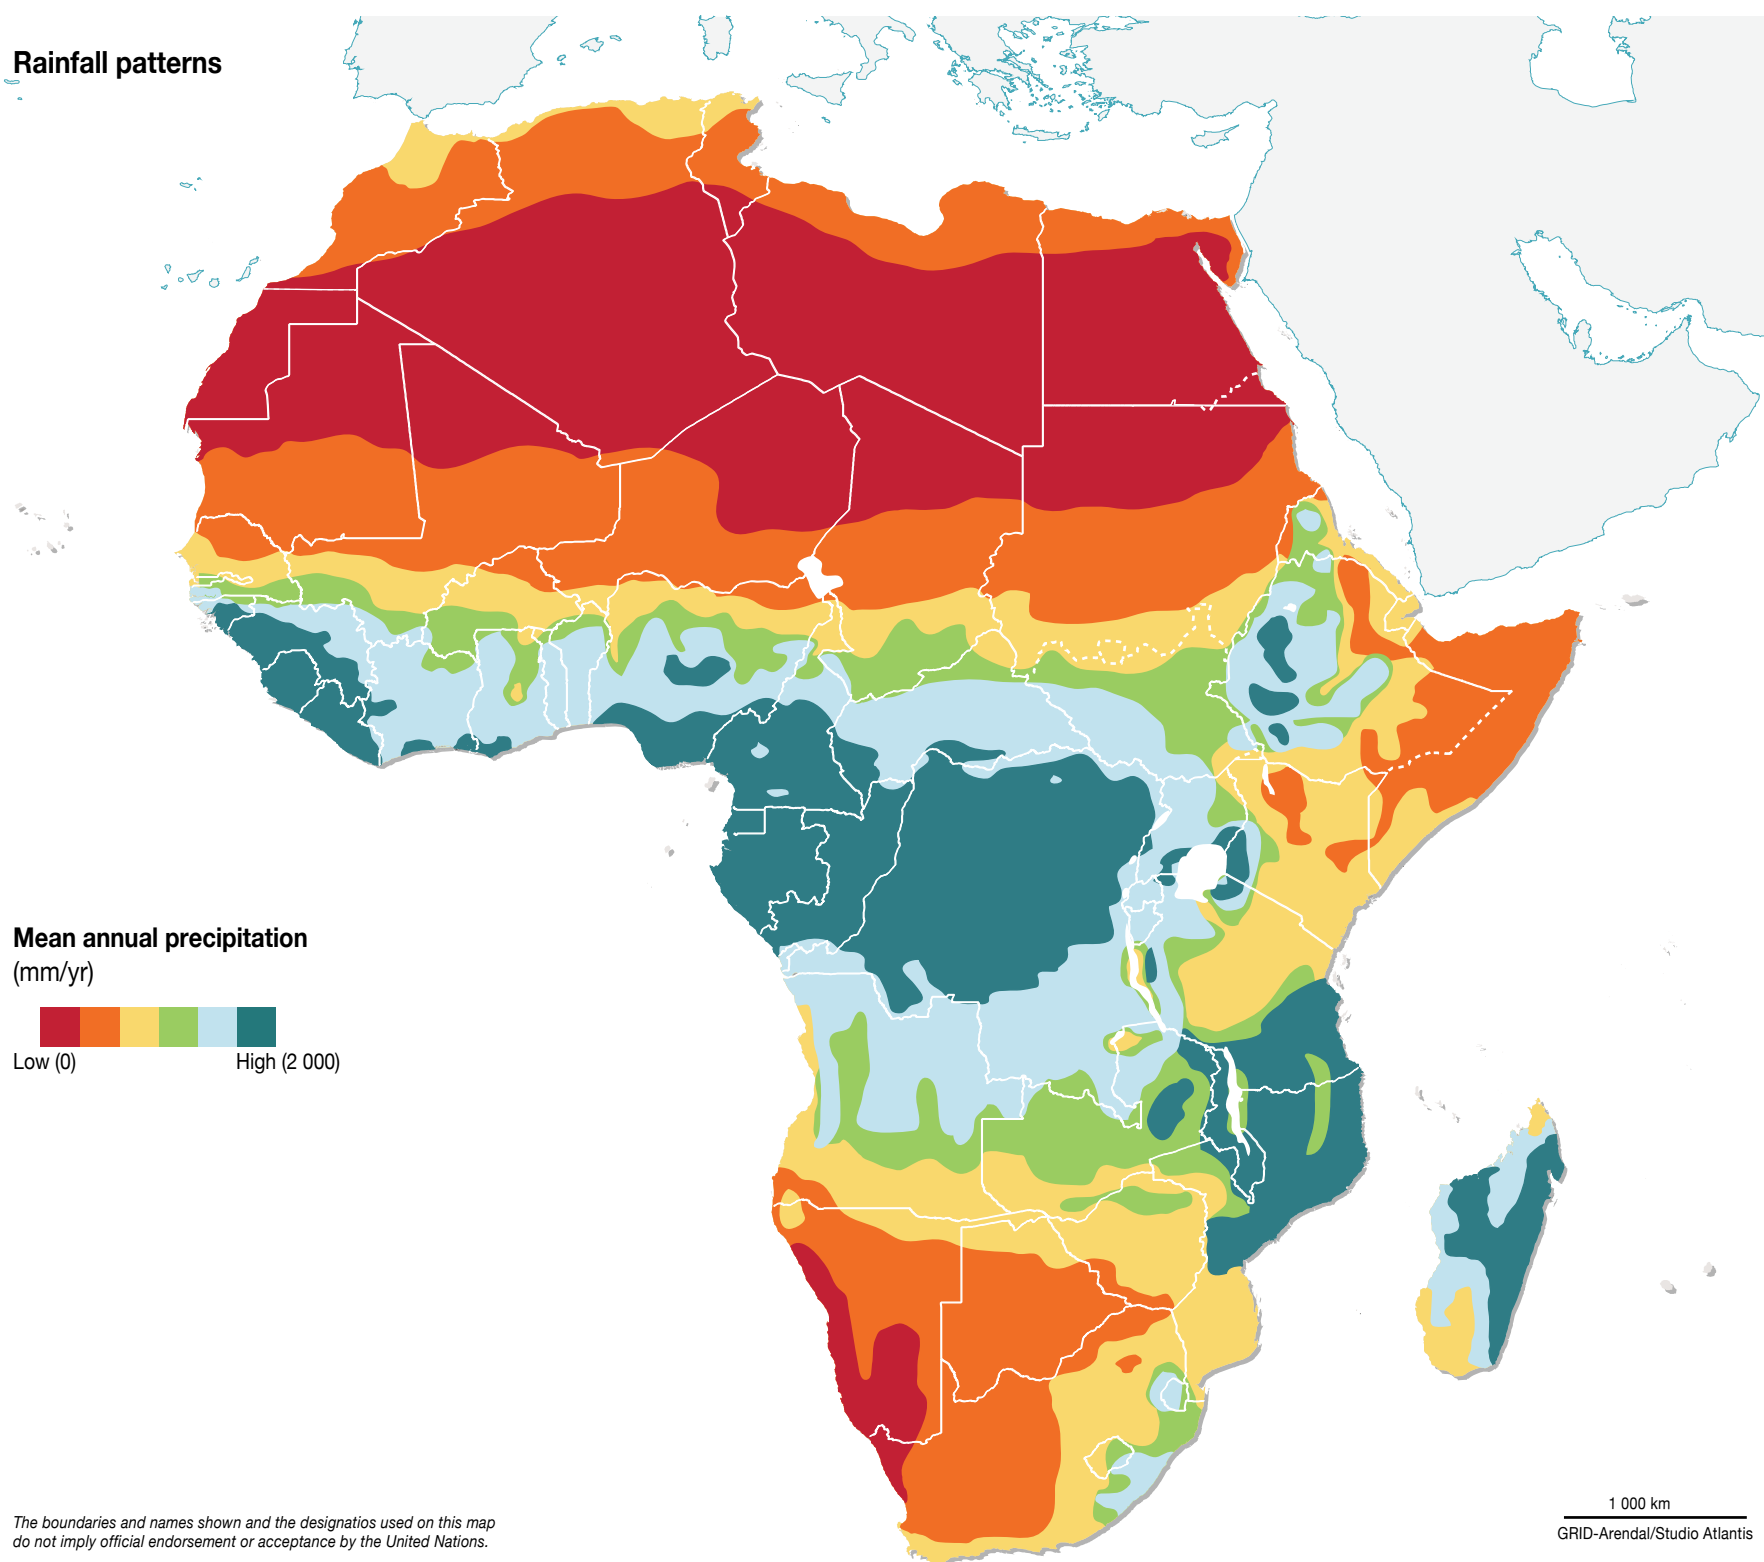 Rainfall patterns
Mean annual precipitation
(mm/yr)
Low (0)
High (2 000)
The boundaries and names shown and the designatios used on this map
do not imply official endorsement or acceptance by the United Nations.
1 000 km
GRID-Arendal/Studio Atlantis